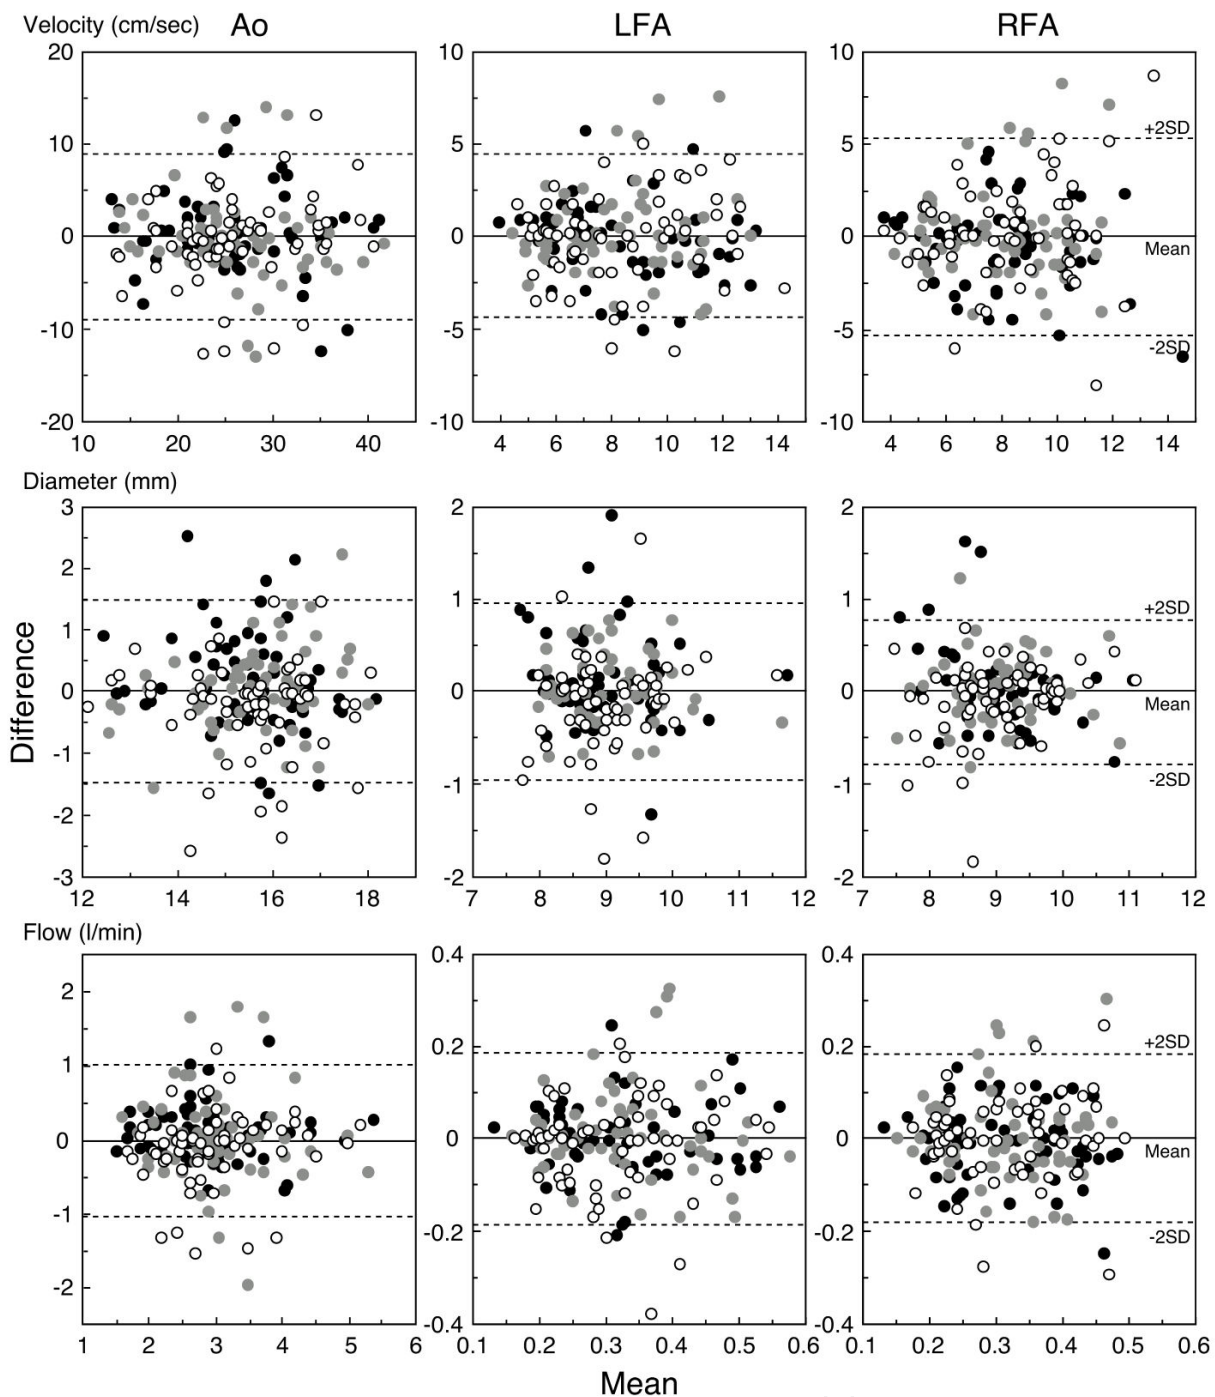 Velocity (cm/sec) Ao LFA RFA
20 10 10
+2SD
10 5 5
0 0 0
Mean
-10 -5 -5
-2SD
-20 -10 -10
10 20 30 40 4 6 8 10 12 14 4 6 8 10 12 14
Diameter (mm)
3 2 2
2
1 1 +2SD
1
0 0 0
Mean
-1 -1 -1
-2SD
-2
-3 -2 -2
12 14 16 18 7 8 9 10 11 12 7 8 9 10 11 12
Difference
Flow (l/min)
0.4 0.4
2
0.2 0.2 +2SD
1
0 0 0
Mean
-1 -0.2 -0.2
-2SD
-2
-0.4 -0.4
1 2 3 4 5 6 0.1 0.2 0.3 0.4 0.5 0.6 0.1 0.2 0.3 0.4 0.5 0.6
Mean